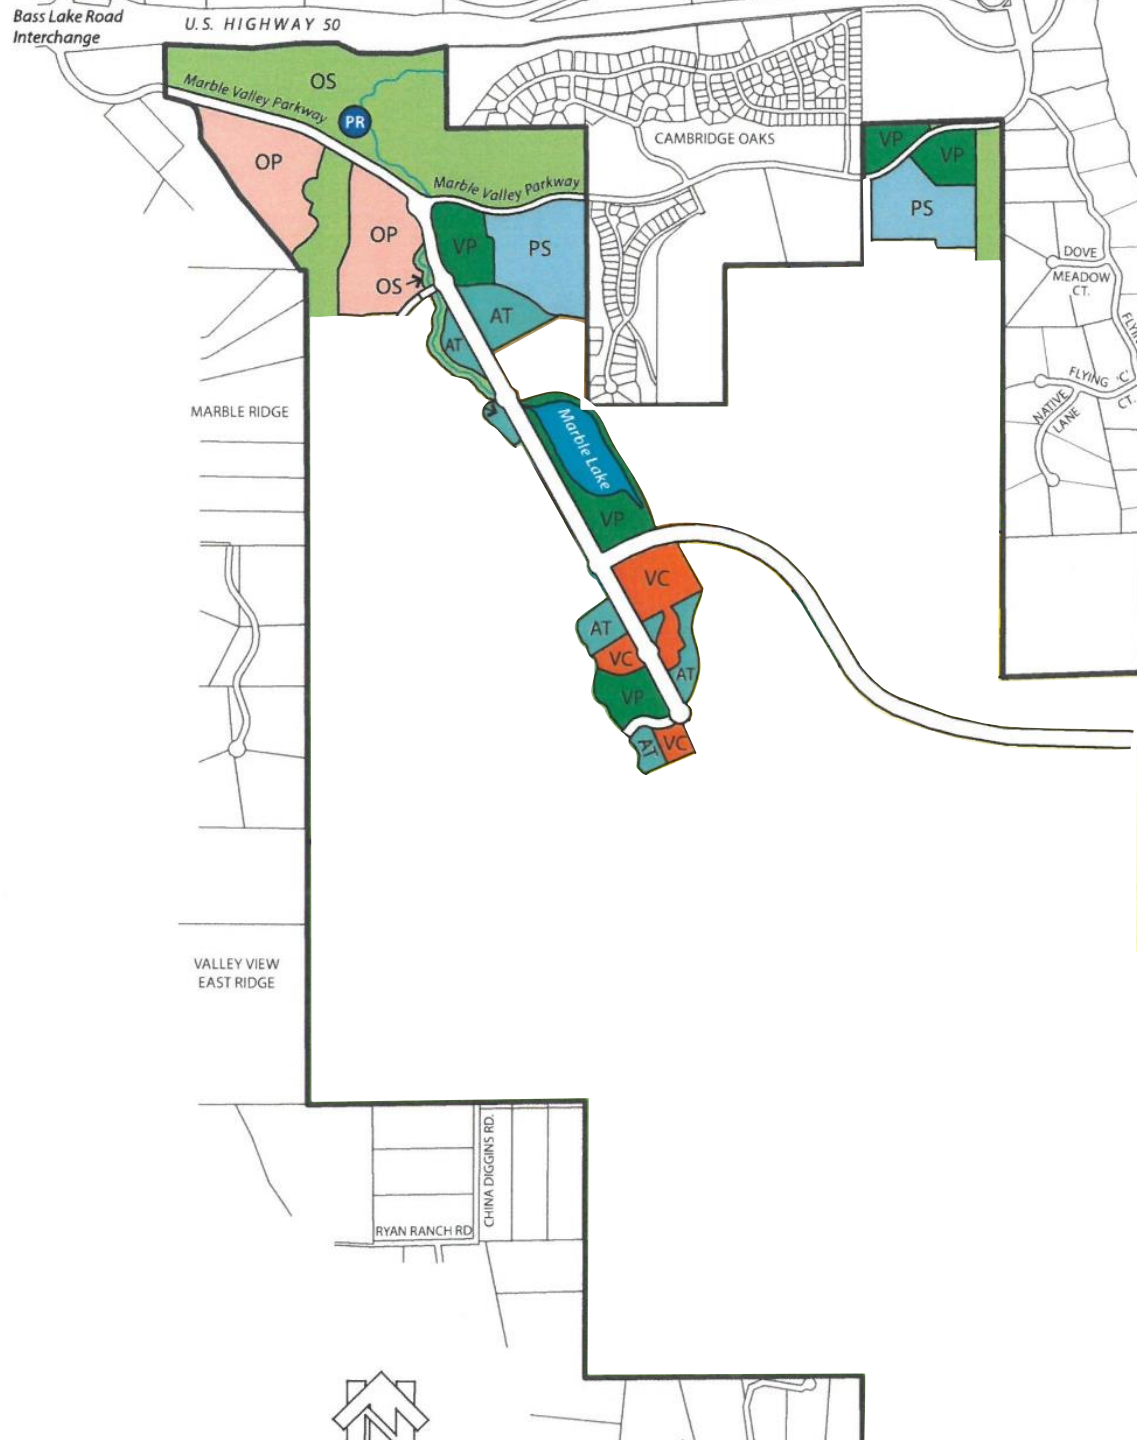 Bass Lake Road
Interchange
U.S. HIGHWAY 50
OS
Marble Valley Parkway
PR
CAMBRIDGE OAKS
VP
VP
OP
Marble Valley Parkway
PS
OP
VP
PS
DOVE
MEADOW
CT.
OS
AT
AT
FLYING 'C'
CT.
NATIVE
LANE
MARBLE RIDGE
Marble Lake
VP
VC
AT
VC
AT
VP
AT
VC
VALLEY VIEW
EAST RIDGE
CHINA DIGGINS RD.
RYAN RANCH RD
N